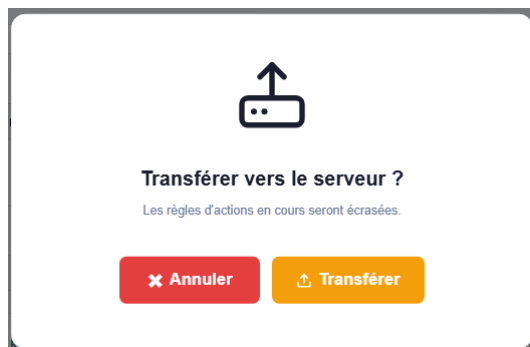 Transférer vers le serveur ?
Les règles d'actions en cours seront écrasées.
Annuler
Transférer